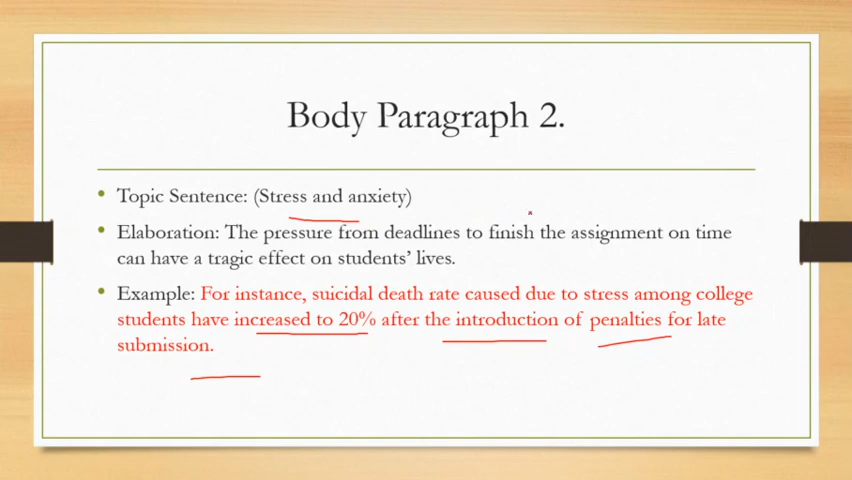 Body Paragraph 2.
• Topic Sentence: (Stress and anxiety)
• Elaboration: The pressure from deadlines to finish the assignment on time
can have a tragic effect on students' lives.
• Example: For instance, suicidal death rate caused due to stress among college
students have increased to 20% after the introduction of penalties for late
submission.